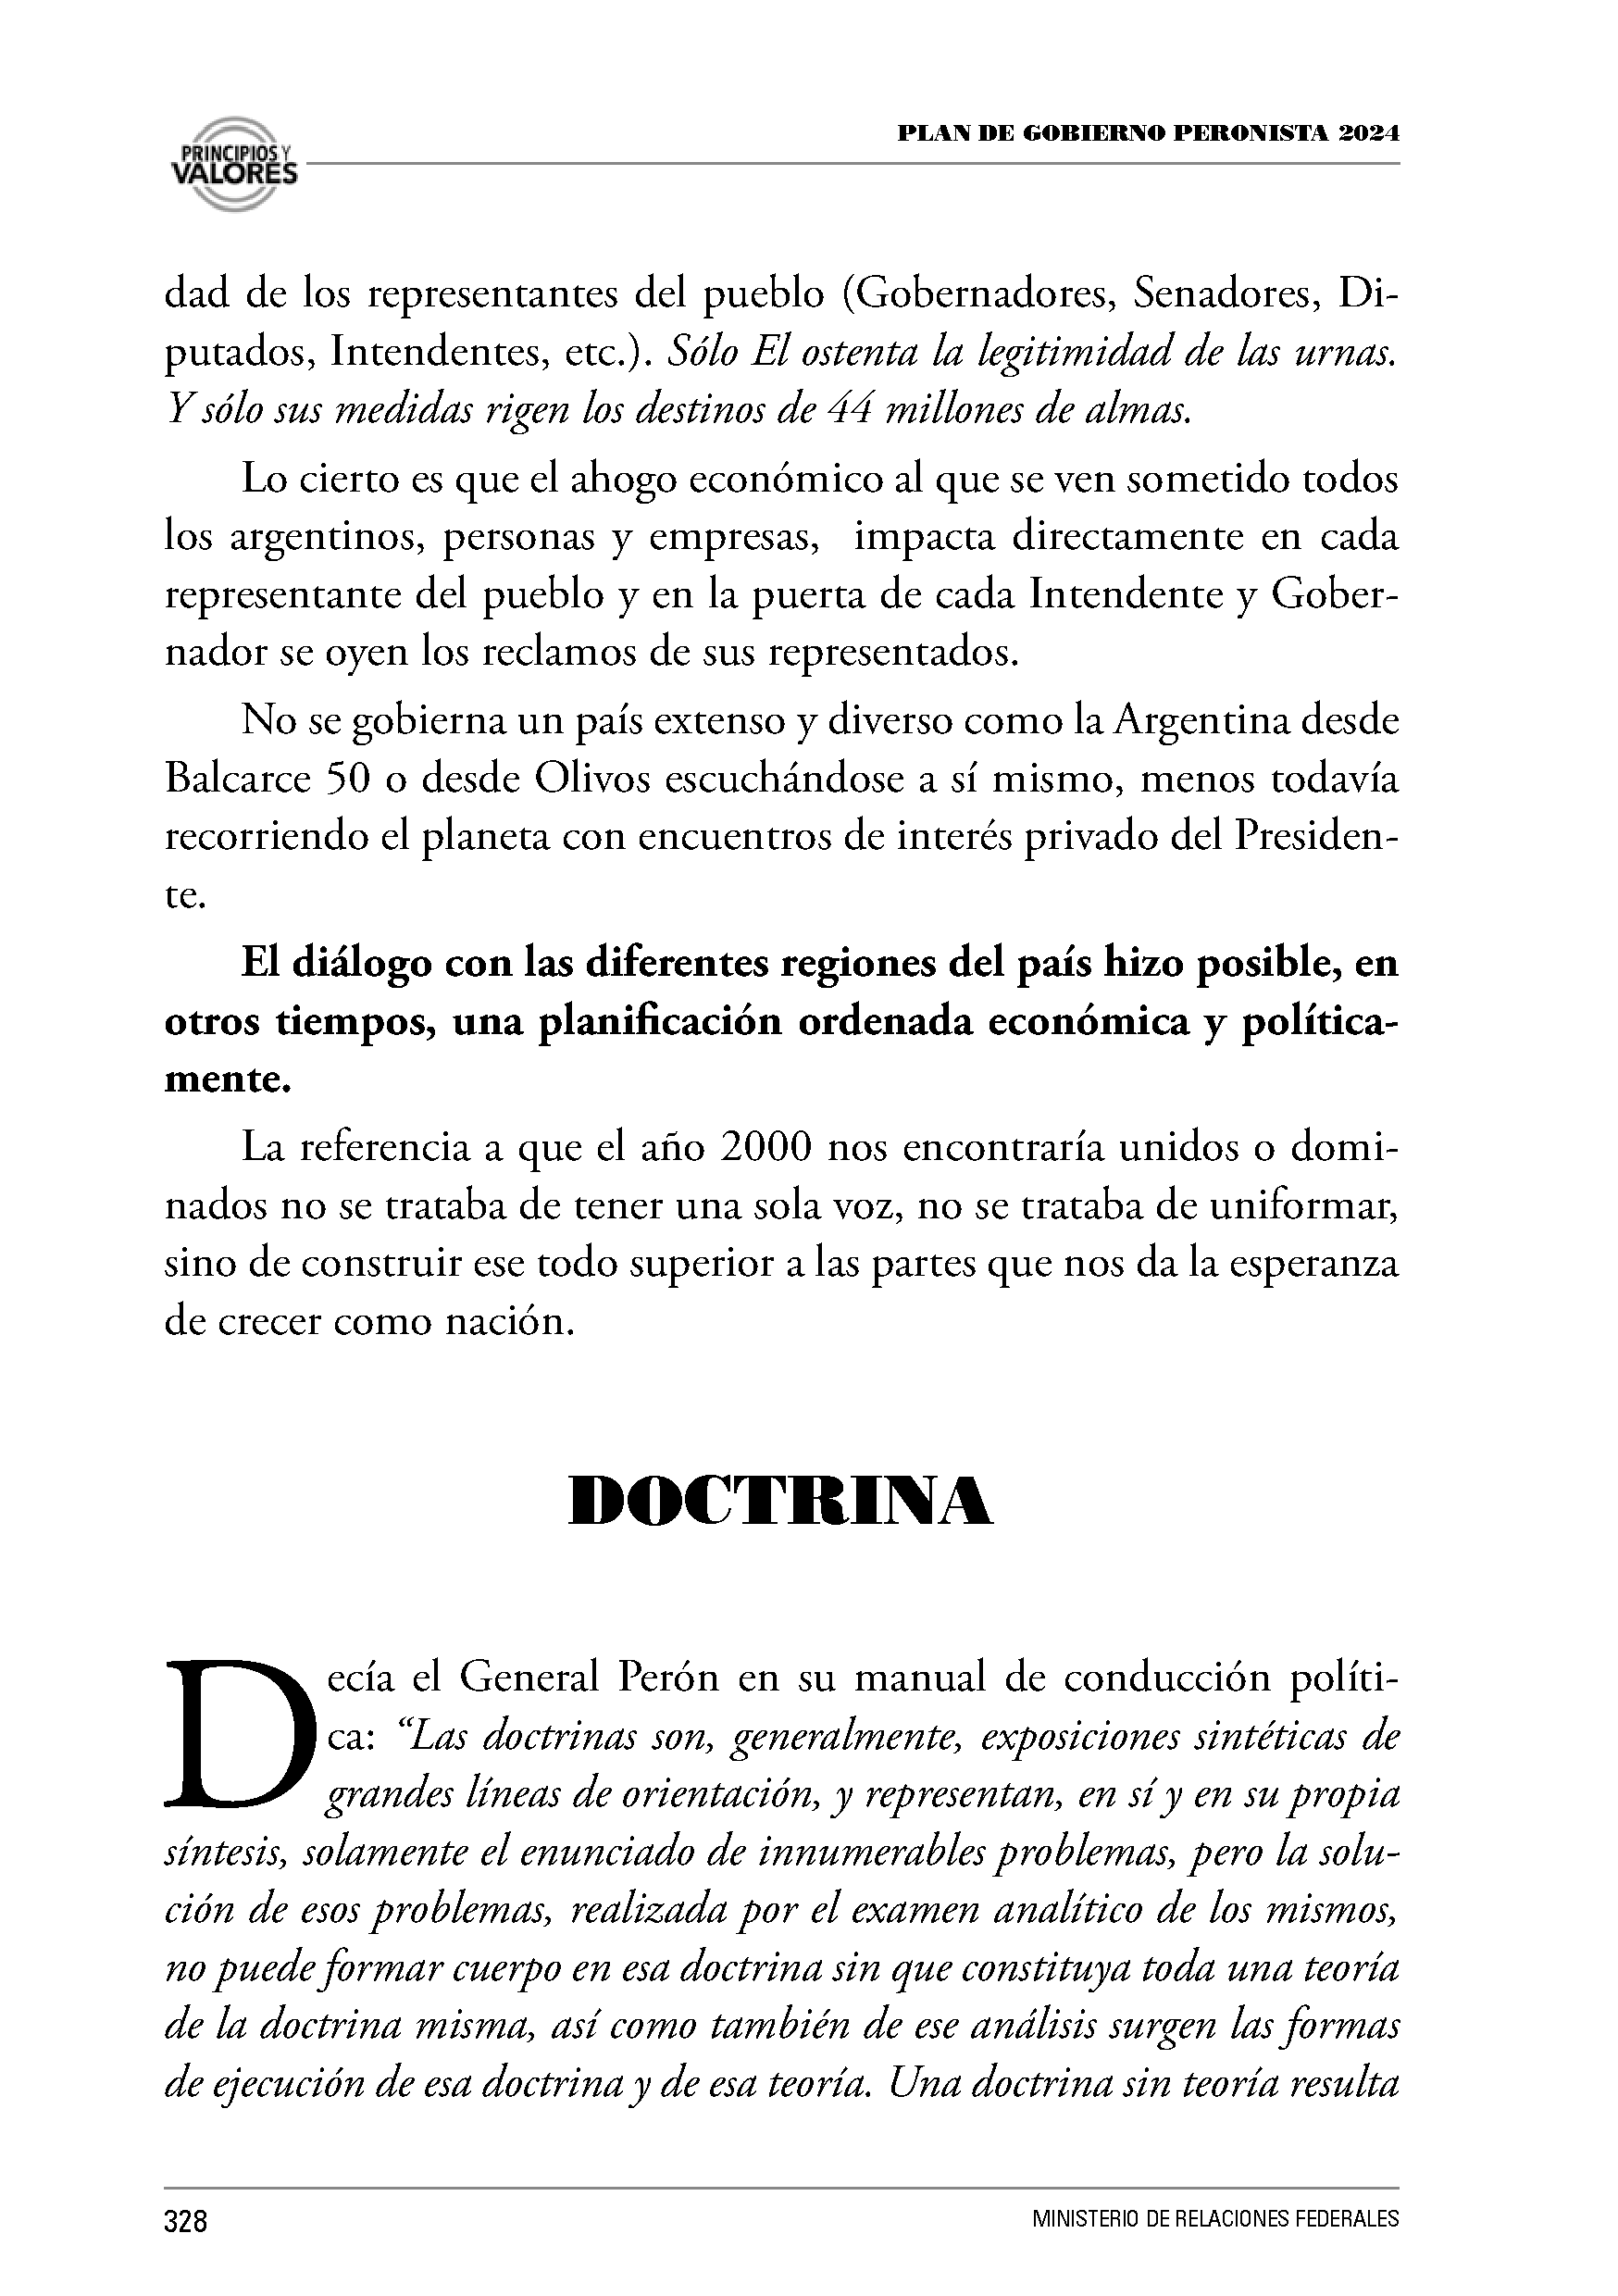 PRINCIPIOS Y
VALORES
PLAN DE GOBIERNO PERONISTA 2024
dad de los representantes del pueblo (Gobernadores, Senadores, Di-
putados, Intendentes, etc.). Sólo El ostenta la legitimidad de las urnas.
Y sólo sus medidas rigen los destinos de 44 millones de almas.
Lo cierto es que el ahogo económico al que se ven sometido todos
los argentinos, personas y empresas, impacta directamente en cada
representante del pueblo y en la puerta de cada Intendente y Gober-
nador se oyen los reclamos de sus representados.
No se gobierna un país extenso y diverso como la Argentina desde
Balcarce 50 o desde Olivos escuchándose a sí mismo, menos todavía
recorriendo el planeta con encuentros de interés privado del Presiden-
te.
El diálogo con las diferentes regiones del país hizo posible, en
otros tiempos, una planificación ordenada económica y política-
mente.
La referencia a que el año 2000 nos encontraría unidos o domi-
nados no se trataba de tener una sola voz, no se trataba de uniformar,
sino de construir ese todo superior a las partes que nos da la esperanza
de crecer como nación.
DOCTRINA
Decía el General Perón en su manual de conducción políti-
ca: “Las doctrinas son, generalmente, exposiciones sintéticas de
grandes líneas de orientación, y representan, en sí y en su propia
síntesis, solamente el enunciado de innumerables problemas, pero la solu-
ción de esos problemas, realizada por el examen analítico de los mismos,
no puede formar cuerpo en esa doctrina sin que constituya toda una teoría
de la doctrina misma, así como también de ese análisis surgen las formas
de ejecución de esa doctrina y de esa teoría. Una doctrina sin teoría resulta
328
MINISTERIO DE RELACIONES FEDERALES